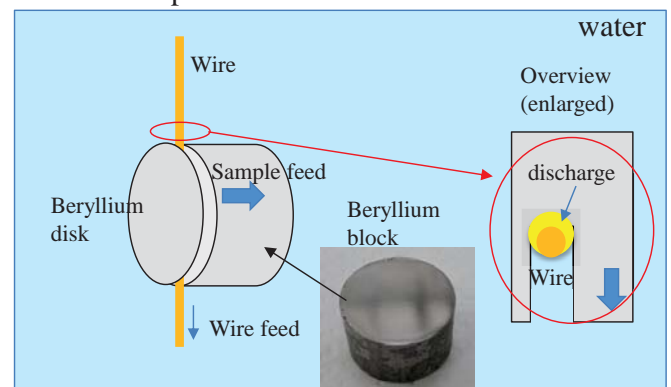 water
Wire
Overview
(enlarged)
Sample feed
discharge
Beryllium
disk
Beryllium
block
Wire
Wire feed